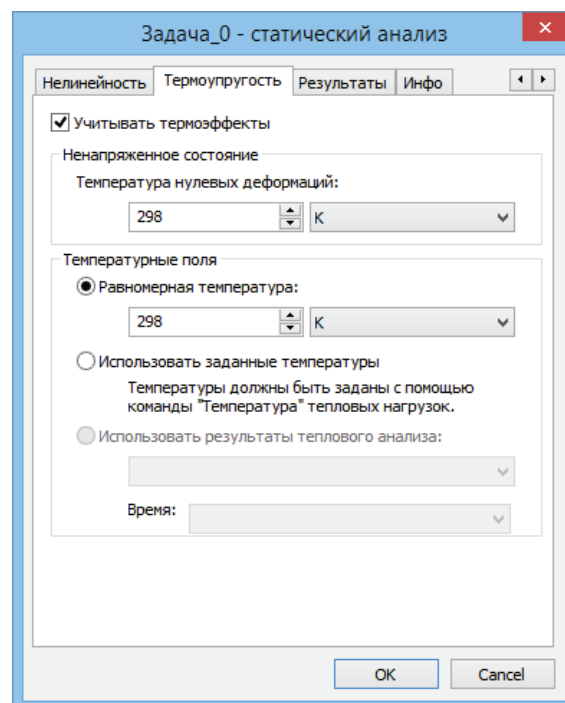 Задача_0 - статический анализ
Нелинейность Термоупругость Результаты Инфо
Учитывать термоэффекты
Ненапряженное состояние
Температура нулевых деформаций:
298 K
Температурные поля
Равномерная температура:
298 K
Использовать заданные температуры
Температуры должны быть заданы с помощью
команды "Температура" тепловых нагрузок.
Использовать результаты теплового анализа:
Время:
OK Cancel